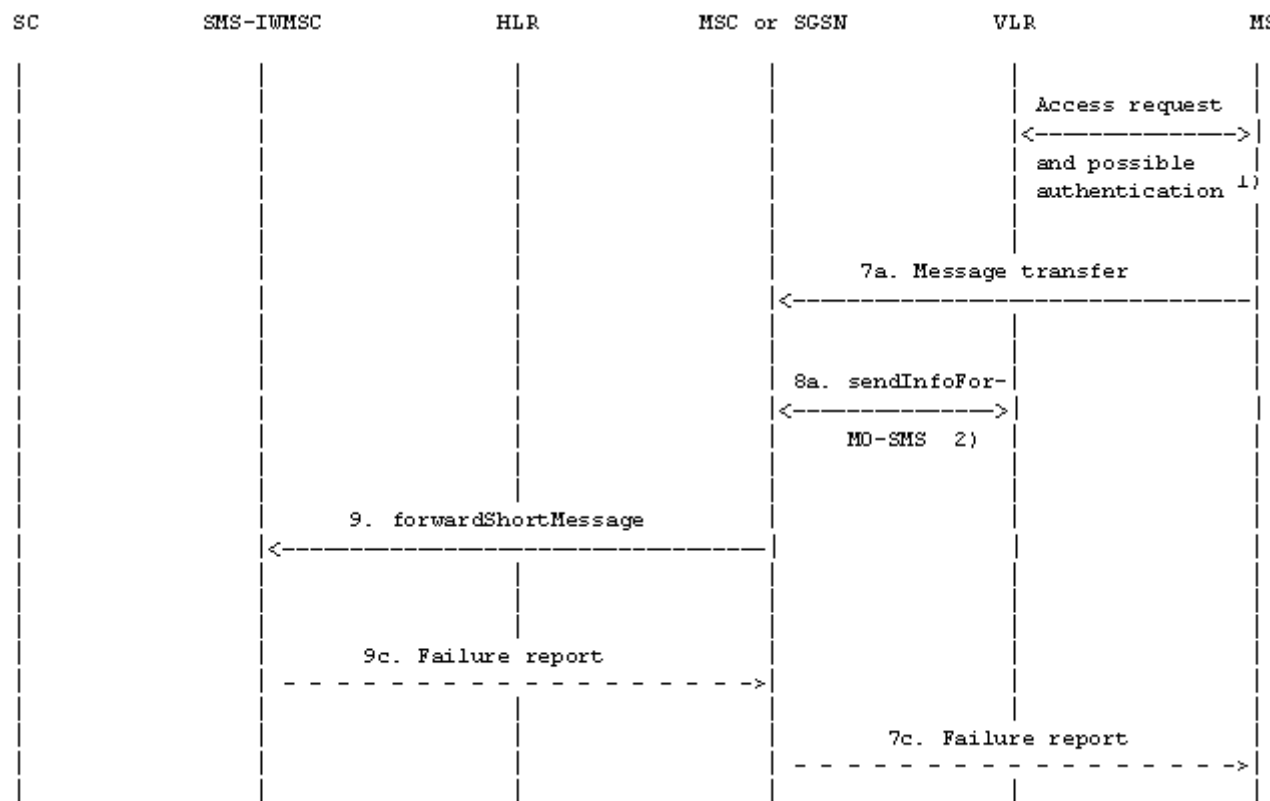 SC SMS-IWMSC HLR MSC or SGSN VLR MS
Access request
and possible
authentication 1)
7a. Message transfer
8a. sendInfoFor-
MO-SMS 2)
9. forwardShortMessage
9c. Failure report
7c. Failure report